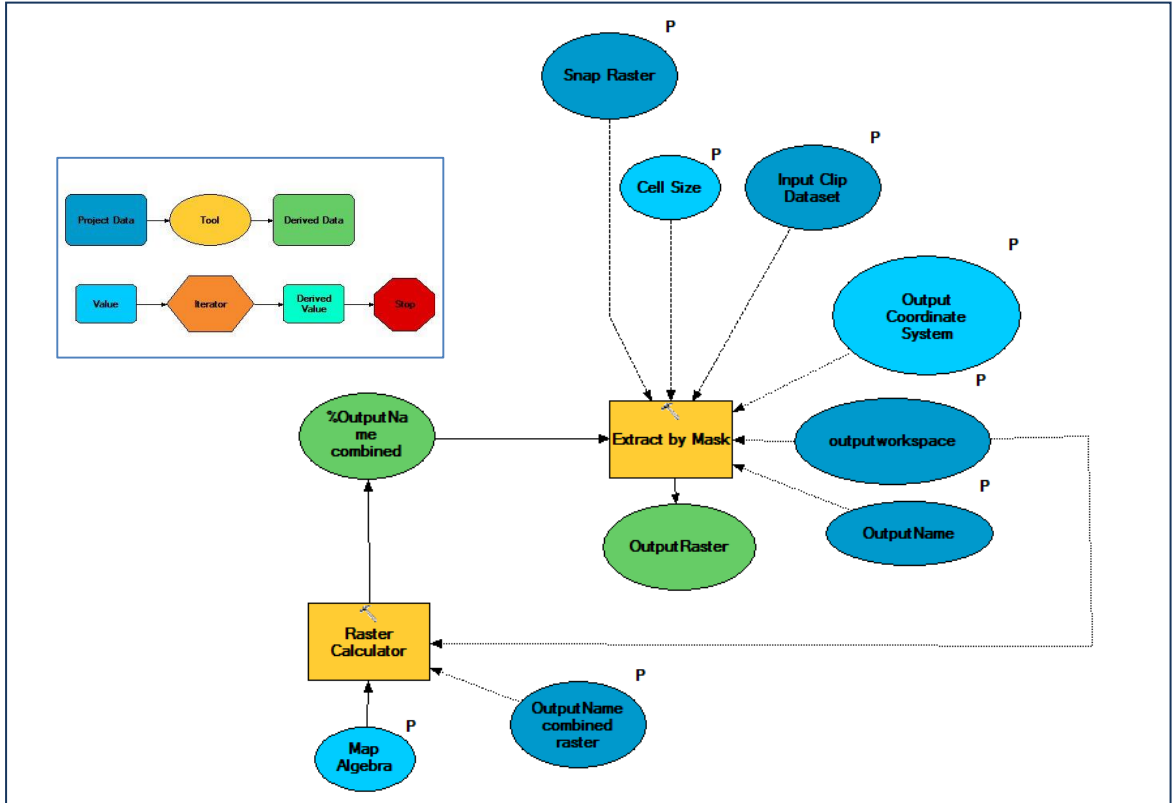 P
Snap Raster
P
Cell Size
P
Input Clip
Dataset
Project Data
Tool
Derived Data
Value
Iterator
Derived
Value
Stop
P
Output
Coordinate
System
P
%OutputNa
me
combined
Extract by Mask
outputworkspace
P
OutputName
OutputRaster
Raster
Calculator
P
OutputName
combined
raster
P
Map
Algebra